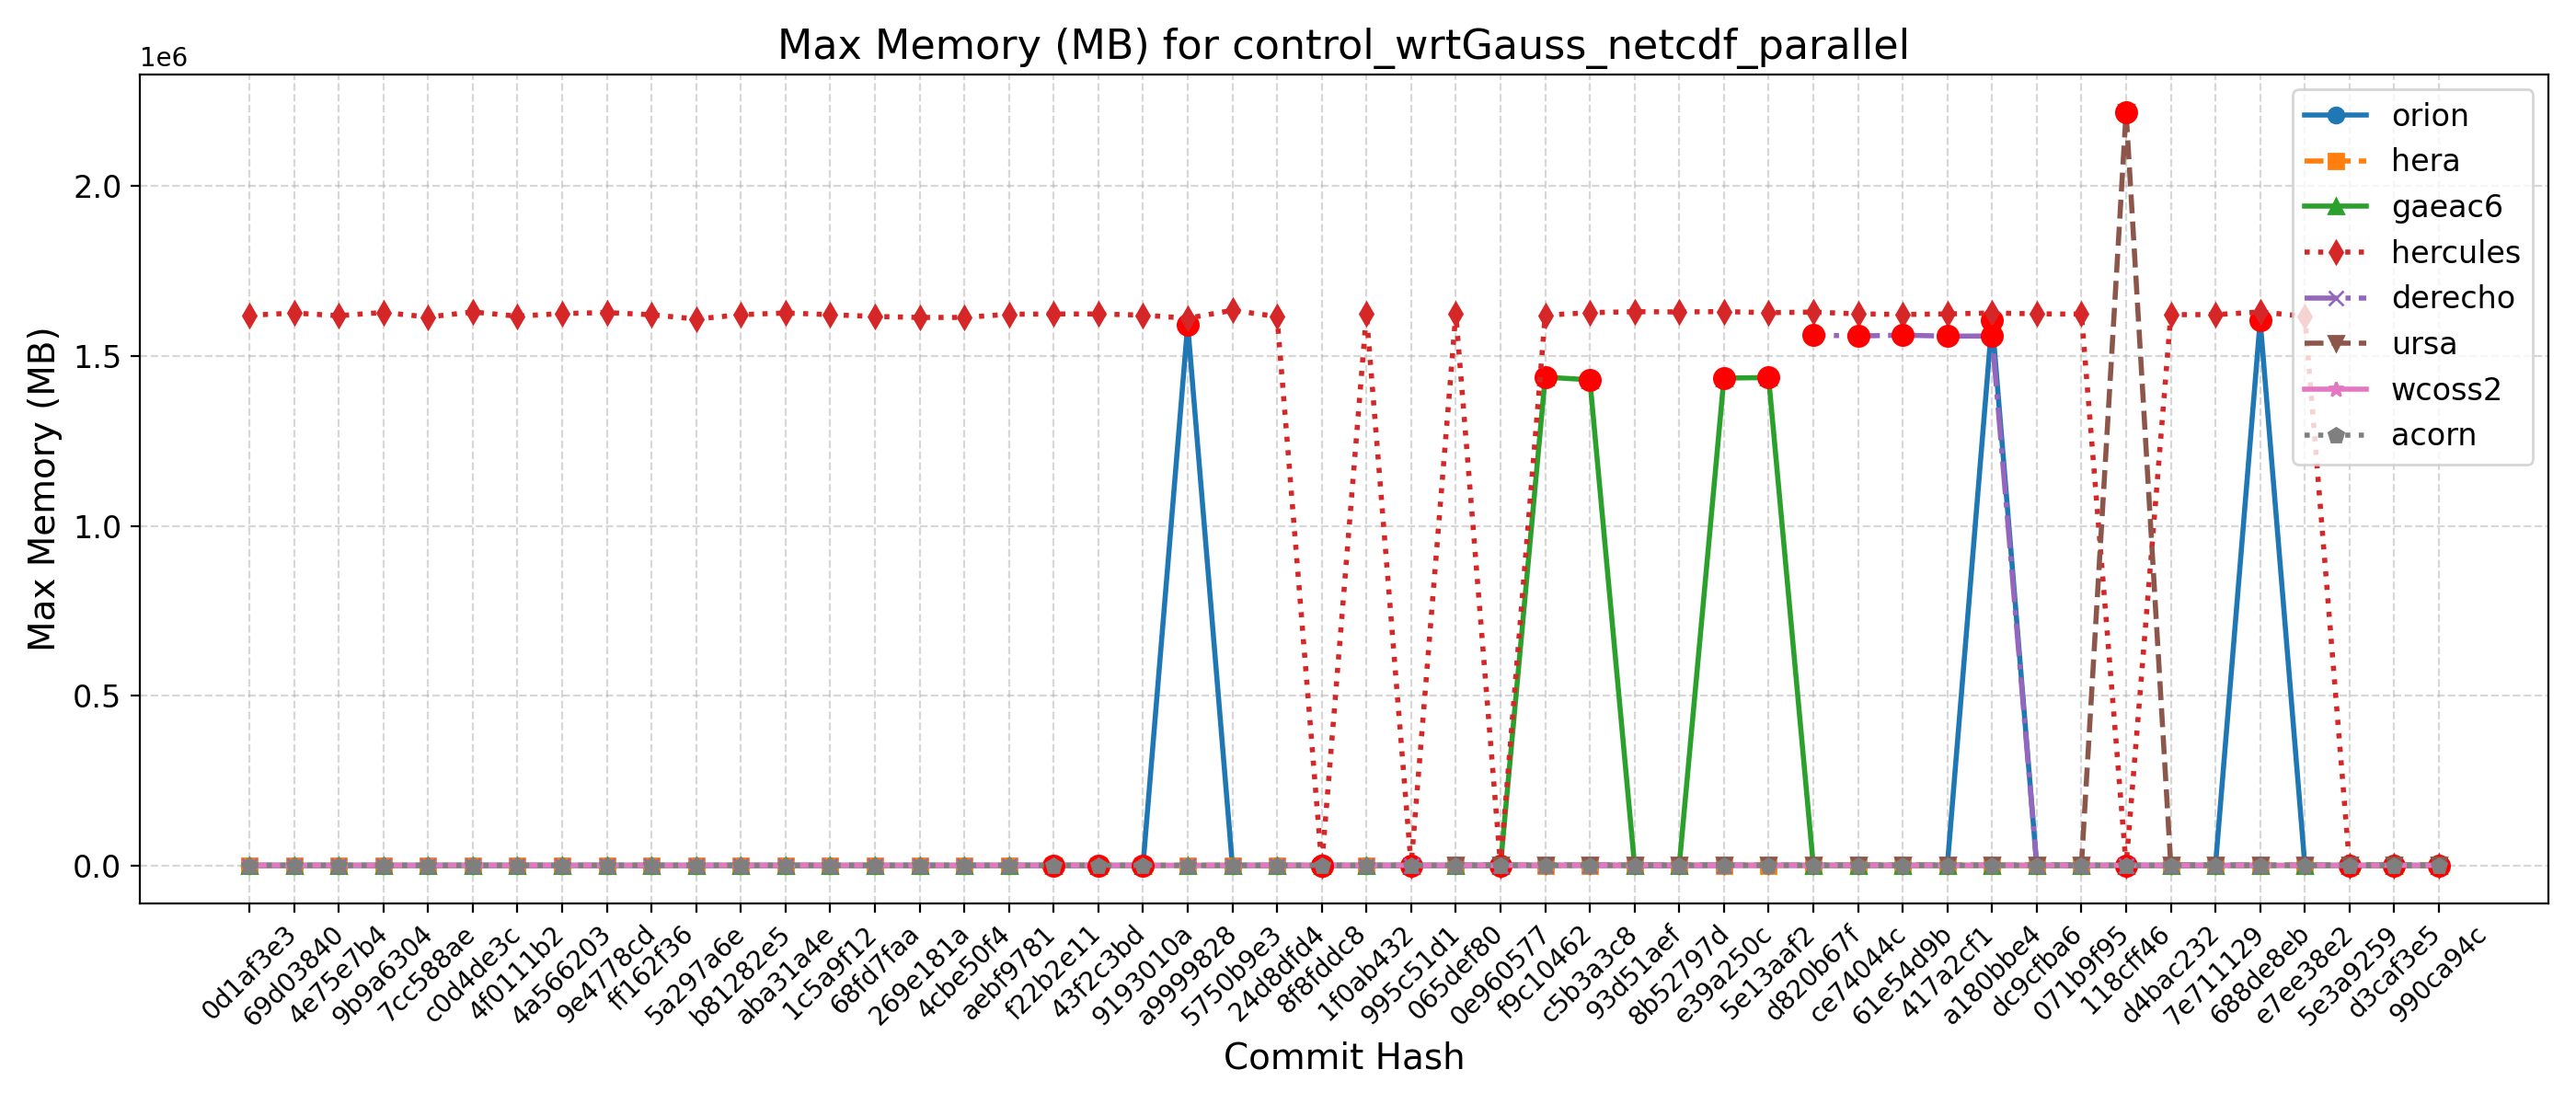 Max Memory (MB) for control_wrtGauss_netcdf_parallel
1e6
2.0
1.5
1.0
0.5
0.0
Max Memory (MB)
orion
hera
gaeac6
hercules
derecho
ursa
wcoss2
acorn
0d1af3e3
69d03840
4e75e7b4
9b9a6304
7cc588ae
c0d4de3c
4f0111b2
4a566203
9e4778cd
ff162f36
5a297a6e
b81282e5
aba31a4e
1c5a9f12
68fd7faa
269e181a
4cbe50f4
aebf9781
f22b2e11
43f2c3bd
9193010a
a9999828
5750b9e3
24d8dfd4
8f8fddc8
1f0ab432
995c51d1
065def80
0e960577
f9c10462
c5b3a3c8
93d51aef
8b52797d
e39a250c
5e13aaf2
d820b67f
ce74044c
61e54d9b
417a2cf1
a180bbe4
dc9cfba6
071b9f95
118cff46
d4bac232
7e711129
688de8eb
e7ee38e2
5e3a9259
d3caf3e5
990ca94c
Commit Hash